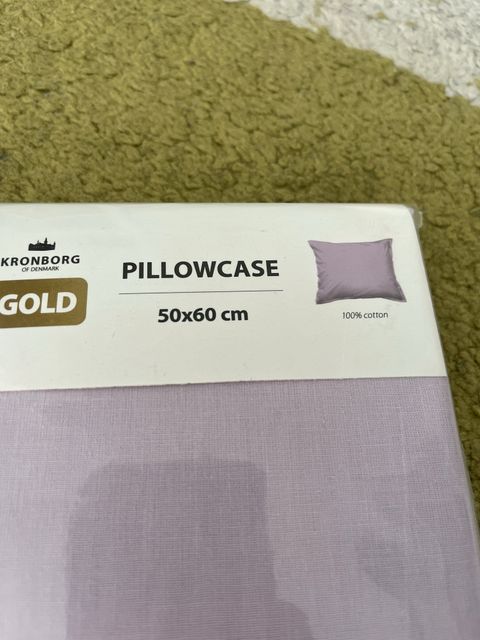 KRONBORG
OF DENMARK
GOLD
PILLOWCASE
50x60 cm
100% cotton